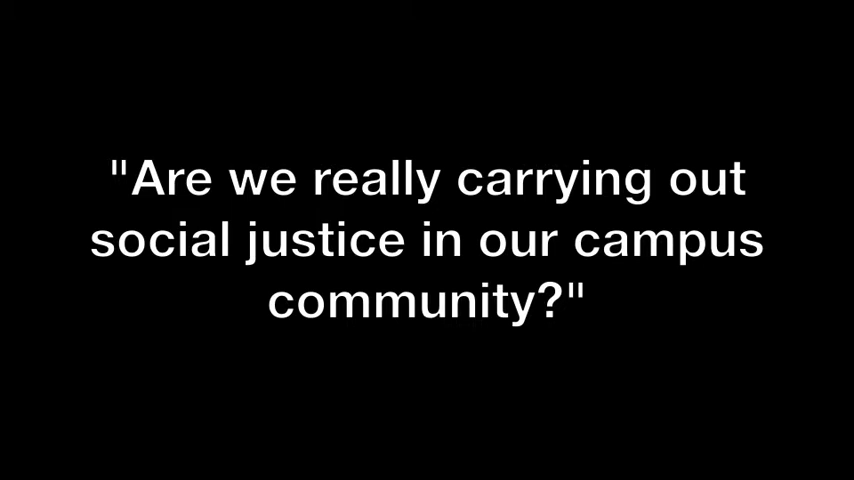 "Are we really carrying out
social justice in our campus
community?"